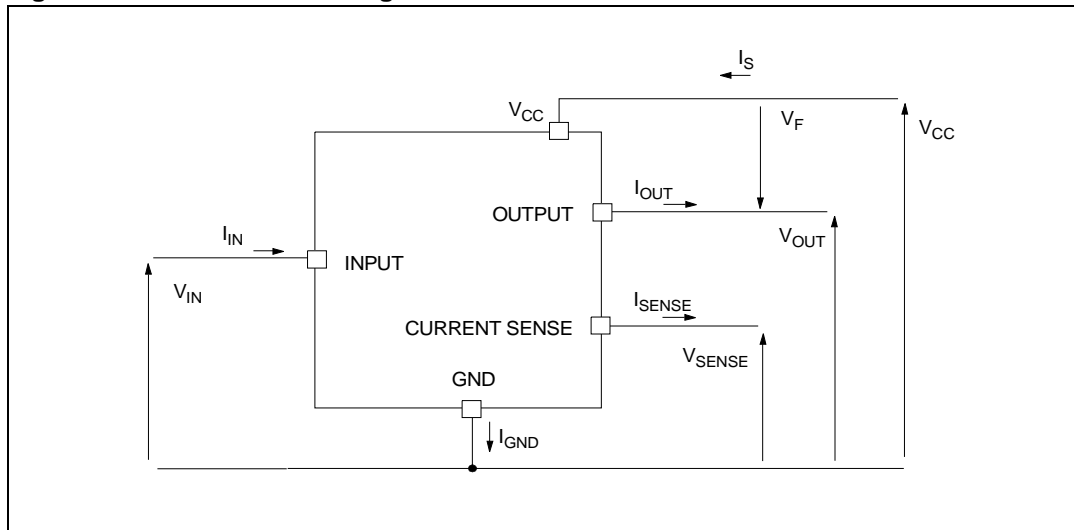 I_S
V_CC
V_F
V_CC
I_OUT
OUTPUT
V_OUT
I_IN
INPUT
V_IN
I_SENSE
CURRENT SENSE
V_SENSE
GND
I_GND